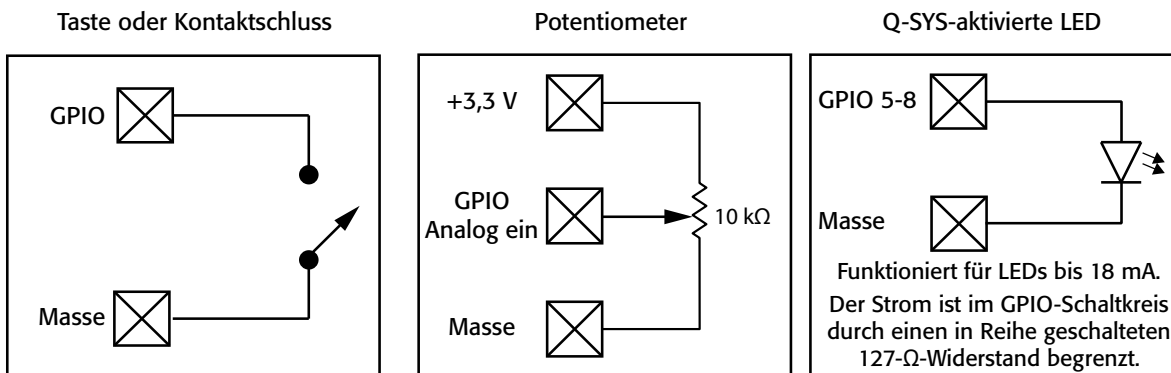 Taste oder Kontaktschluss
GPIO
Masse
Potentiometer
+3,3 V
GPIO
Analog ein
10 kΩ
Masse
Q-SYS-aktivierte LED
GPIO 5-8
Masse
Funktioniert für LEDs bis 18 mA.
Der Strom ist im GPIO-Schaltkreis
durch einen in Reihe geschalteten
127-Ω-Widerstand begrenzt.